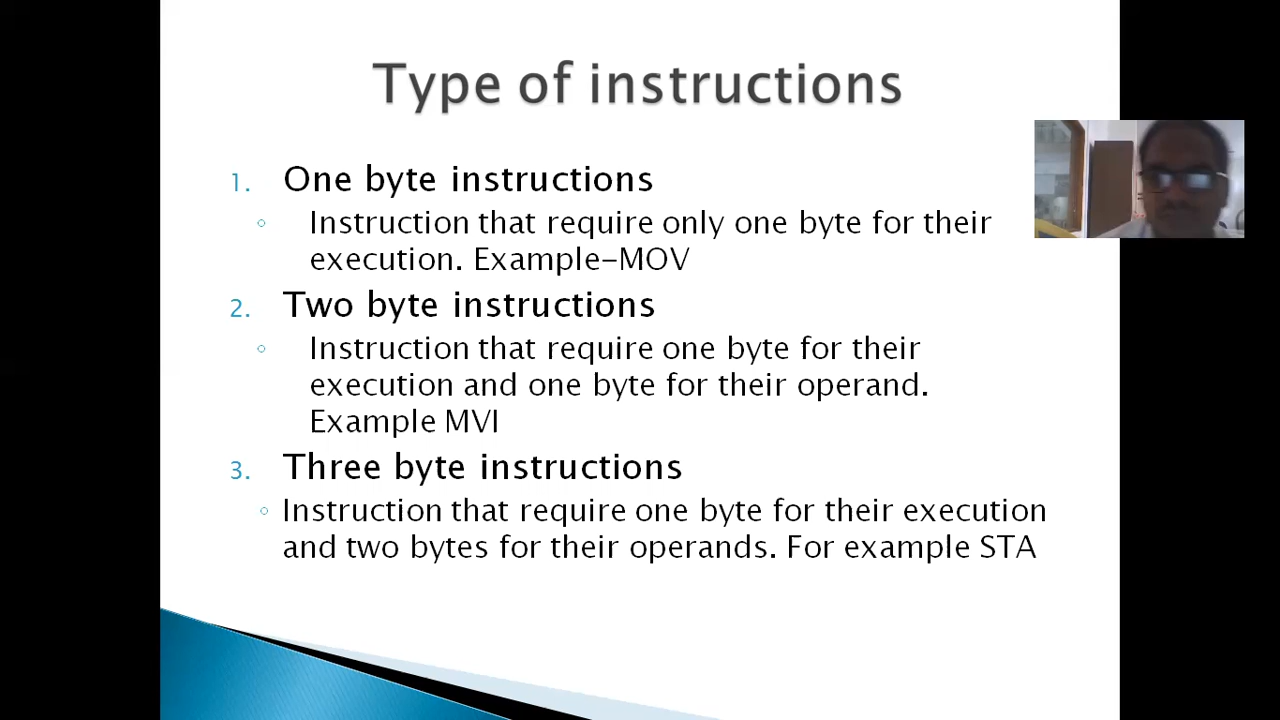 Type of instructions
1. One byte instructions
◦ Instruction that require only one byte for their
execution. Example-MOV
2. Two byte instructions
◦ Instruction that require one byte for their
execution and one byte for their operand.
Example MVI
3. Three byte instructions
◦ Instruction that require one byte for their execution
and two bytes for their operands. For example STA